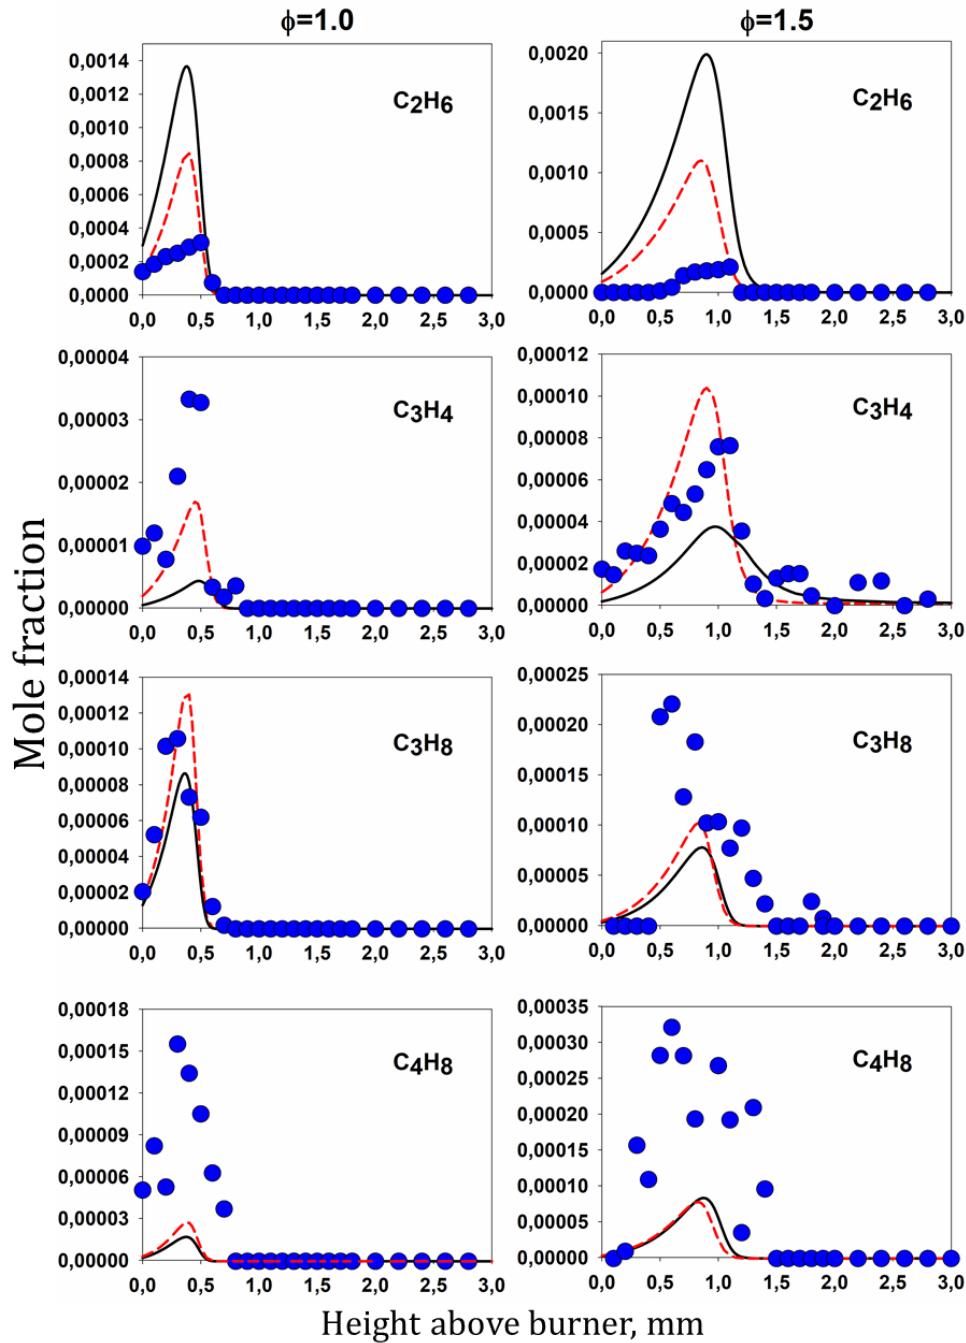 ϕ=1.0
ϕ=1.5
Mole fraction
0,0014
0,0012
0,0010
0,0008
0,0006
0,0004
0,0002
0,0000
C2H6
0,0 0,5 1,0 1,5 2,0 2,5 3,0
0,0020
0,0015
0,0010
0,0005
0,0000
C2H6
0,0 0,5 1,0 1,5 2,0 2,5 3,0
0,00004
0,00003
0,00002
0,00001
0,00000
C3H4
0,0 0,5 1,0 1,5 2,0 2,5 3,0
0,00012
0,00010
0,00008
0,00006
0,00004
0,00002
0,00000
C3H4
0,0 0,5 1,0 1,5 2,0 2,5 3,0
0,00014
0,00012
0,00010
0,00008
0,00006
0,00004
0,00002
0,00000
C3H8
0,0 0,5 1,0 1,5 2,0 2,5 3,0
0,00025
0,00020
0,00015
0,00010
0,00005
0,00000
C3H8
0,0 0,5 1,0 1,5 2,0 2,5 3,0
0,00018
0,00015
0,00012
0,00009
0,00006
0,00003
0,00000
C4H8
0,0 0,5 1,0 1,5 2,0 2,5 3,0
0,00035
0,00030
0,00025
0,00020
0,00015
0,00010
0,00005
0,00000
C4H8
0,0 0,5 1,0 1,5 2,0 2,5 3,0
Height above burner, mm